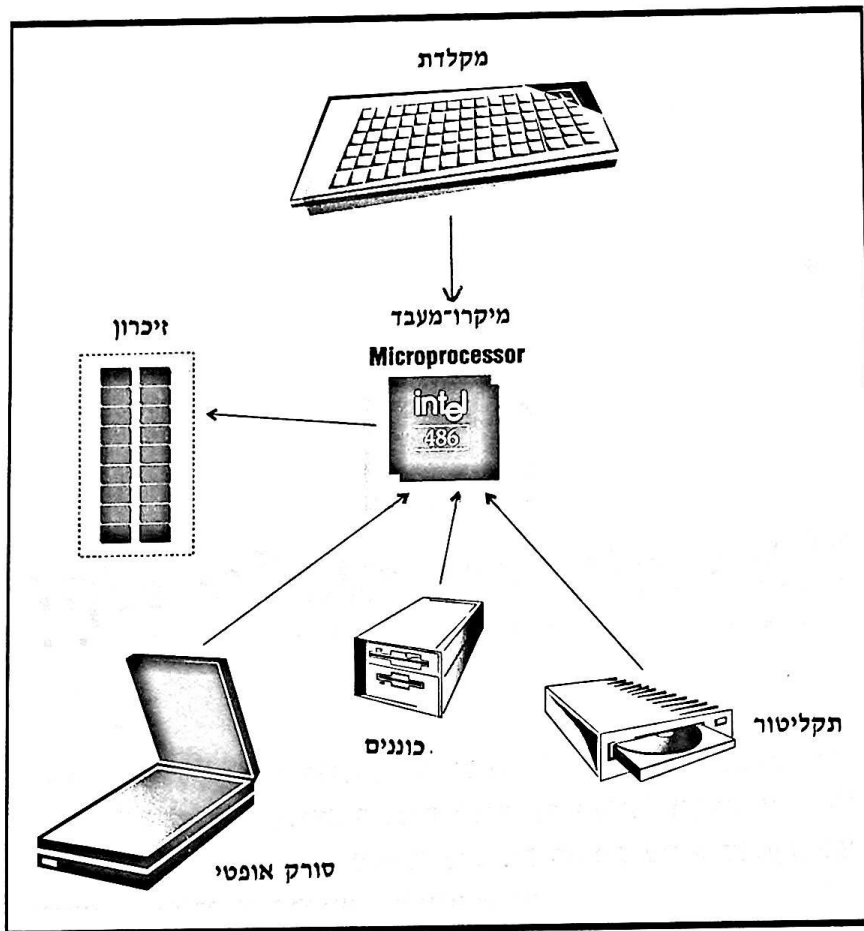 מקלדת
מיקרו־מעבד
Microprocessor
זיכרון
intel
486
כוננים
תקליטור
סורק אופטי